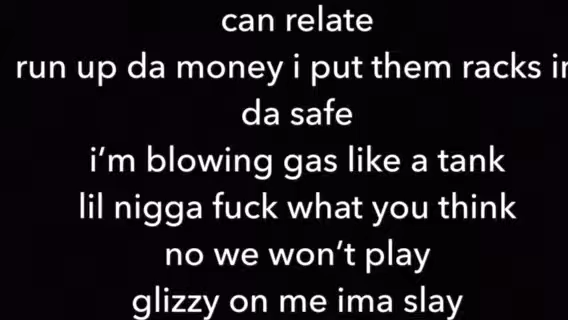 can relate
run up da money i put them racks in
da safe
i’m blowing gas like a tank
lil nigga fuck what you think
no we won’t play
glizzy on me ima slay